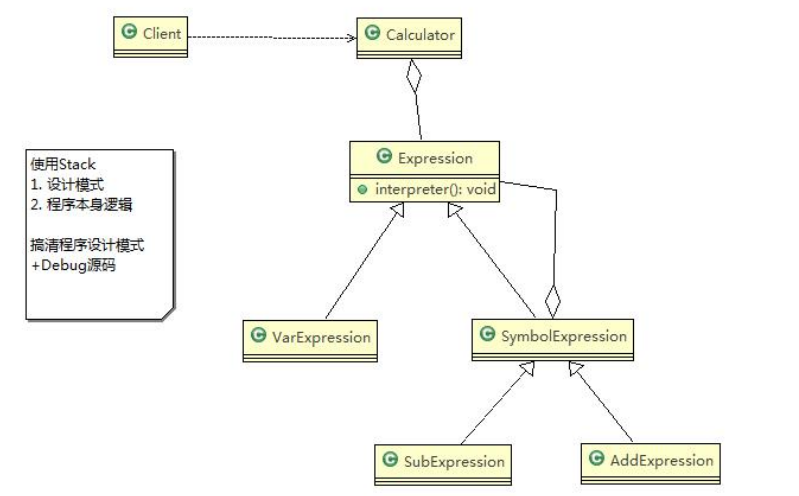 Client
Calculator
Expression
interpreter(): void
使用Stack
1. 设计模式
2. 程序本身逻辑
搞清程序设计模式
+Debug源码
VarExpression
SymbolExpression
SubExpression
AddExpression